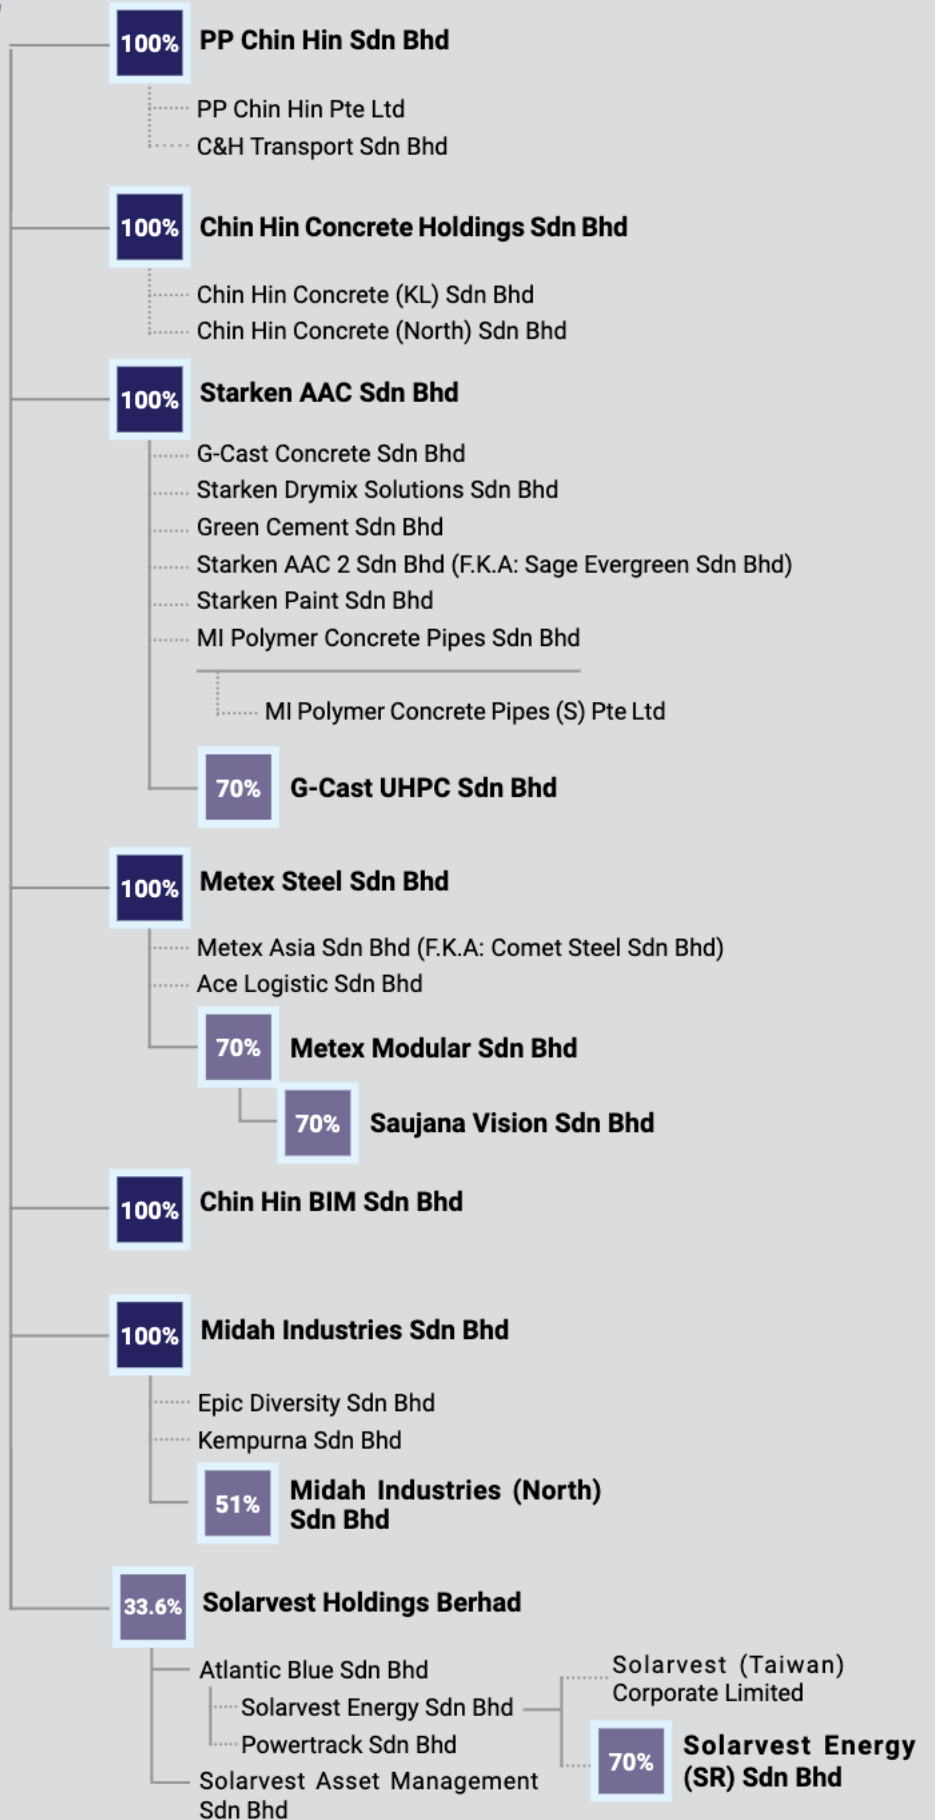 100% PP Chin Hin Sdn Bhd
PP Chin Hin Pte Ltd
C&H Transport Sdn Bhd
100% Chin Hin Concrete Holdings Sdn Bhd
Chin Hin Concrete (KL) Sdn Bhd
Chin Hin Concrete (North) Sdn Bhd
100% Starken AAC Sdn Bhd
G-Cast Concrete Sdn Bhd
Starken Drymix Solutions Sdn Bhd
Green Cement Sdn Bhd
Starken AAC 2 Sdn Bhd (F.K.A: Sage Evergreen Sdn Bhd)
Starken Paint Sdn Bhd
MI Polymer Concrete Pipes Sdn Bhd
MI Polymer Concrete Pipes (S) Pte Ltd
70% G-Cast UHPC Sdn Bhd
100% Metex Steel Sdn Bhd
Metex Asia Sdn Bhd (F.K.A: Comet Steel Sdn Bhd)
Ace Logistic Sdn Bhd
70% Metex Modular Sdn Bhd
70% Saujana Vision Sdn Bhd
100% Chin Hin BIM Sdn Bhd
100% Midah Industries Sdn Bhd
Epic Diversity Sdn Bhd
Kempurna Sdn Bhd
51% Midah Industries (North)
Sdn Bhd
33.6% Solarvest Holdings Berhad
Atlantic Blue Sdn Bhd
Solarvest Energy Sdn Bhd
Powertrack Sdn Bhd
Solarvest Asset Management
Sdn Bhd
Solarvest (Taiwan)
Corporate Limited
70% Solarvest Energy
(SR) Sdn Bhd